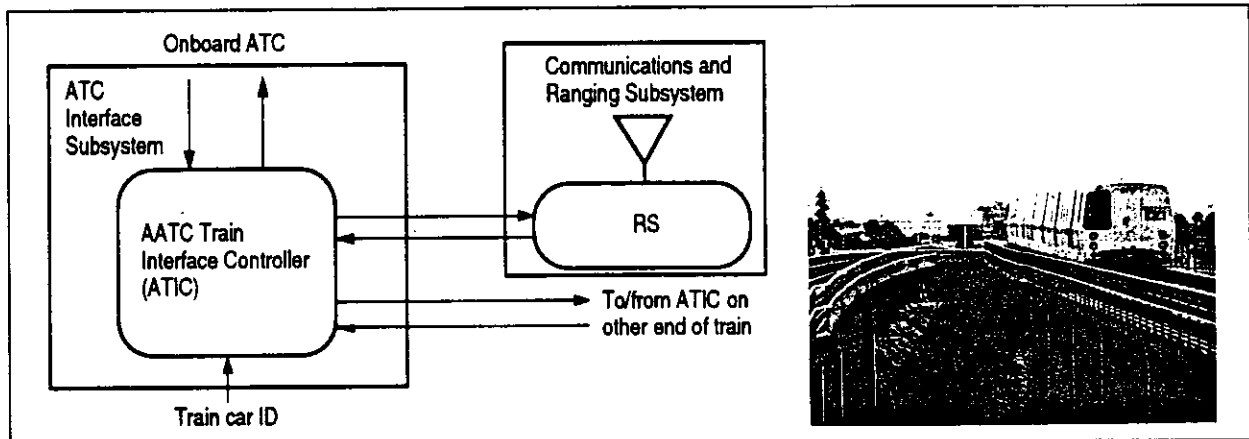 Onboard ATC
ATC
Interface
Subsystem
AATC Train
Interface Controller
(ATIC)
Train car ID
Communications and
Ranging Subsystem
RS
To/from ATIC on
other end of train